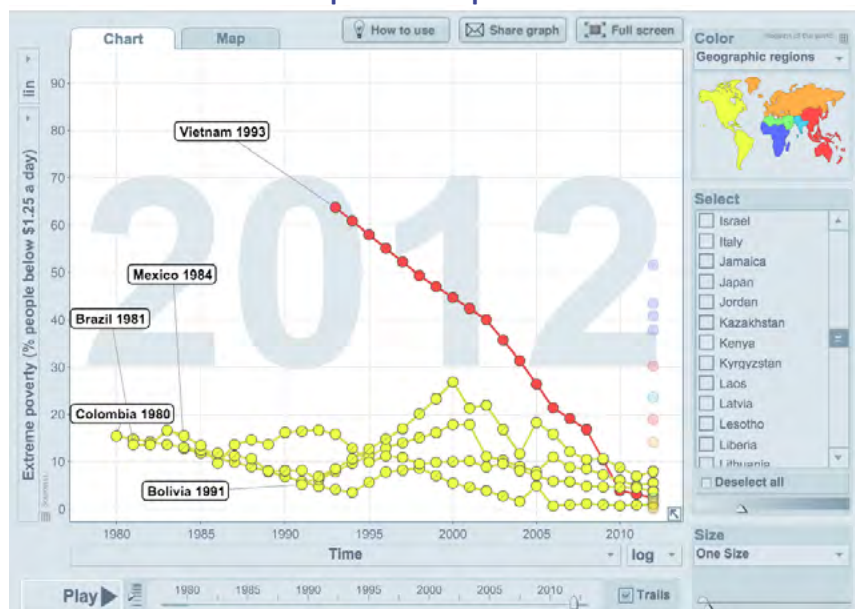 Chart
Map
How to use
Share graph
Full screen
Color
Geographic regions
lin
Extreme poverty (% people below $1.25 a day)
90
80
70
60
50
40
30
20
10
0
2012
Vietnam 1993
Mexico 1984
Brazil 1981
Colombia 1980
Bolivia 1991
1980
1985
1990
1995
2000
2005
2010
Time
log
Select
Israel
Italy
Jamaica
Japan
Jordan
Kazakhstan
Kenya
Kyrgyzstan
Laos
Latvia
Lesotho
Liberia
Lithuania
Deselect all
Size
One Size
Play
1980
1985
1990
1995
2000
2005
2010
Trails